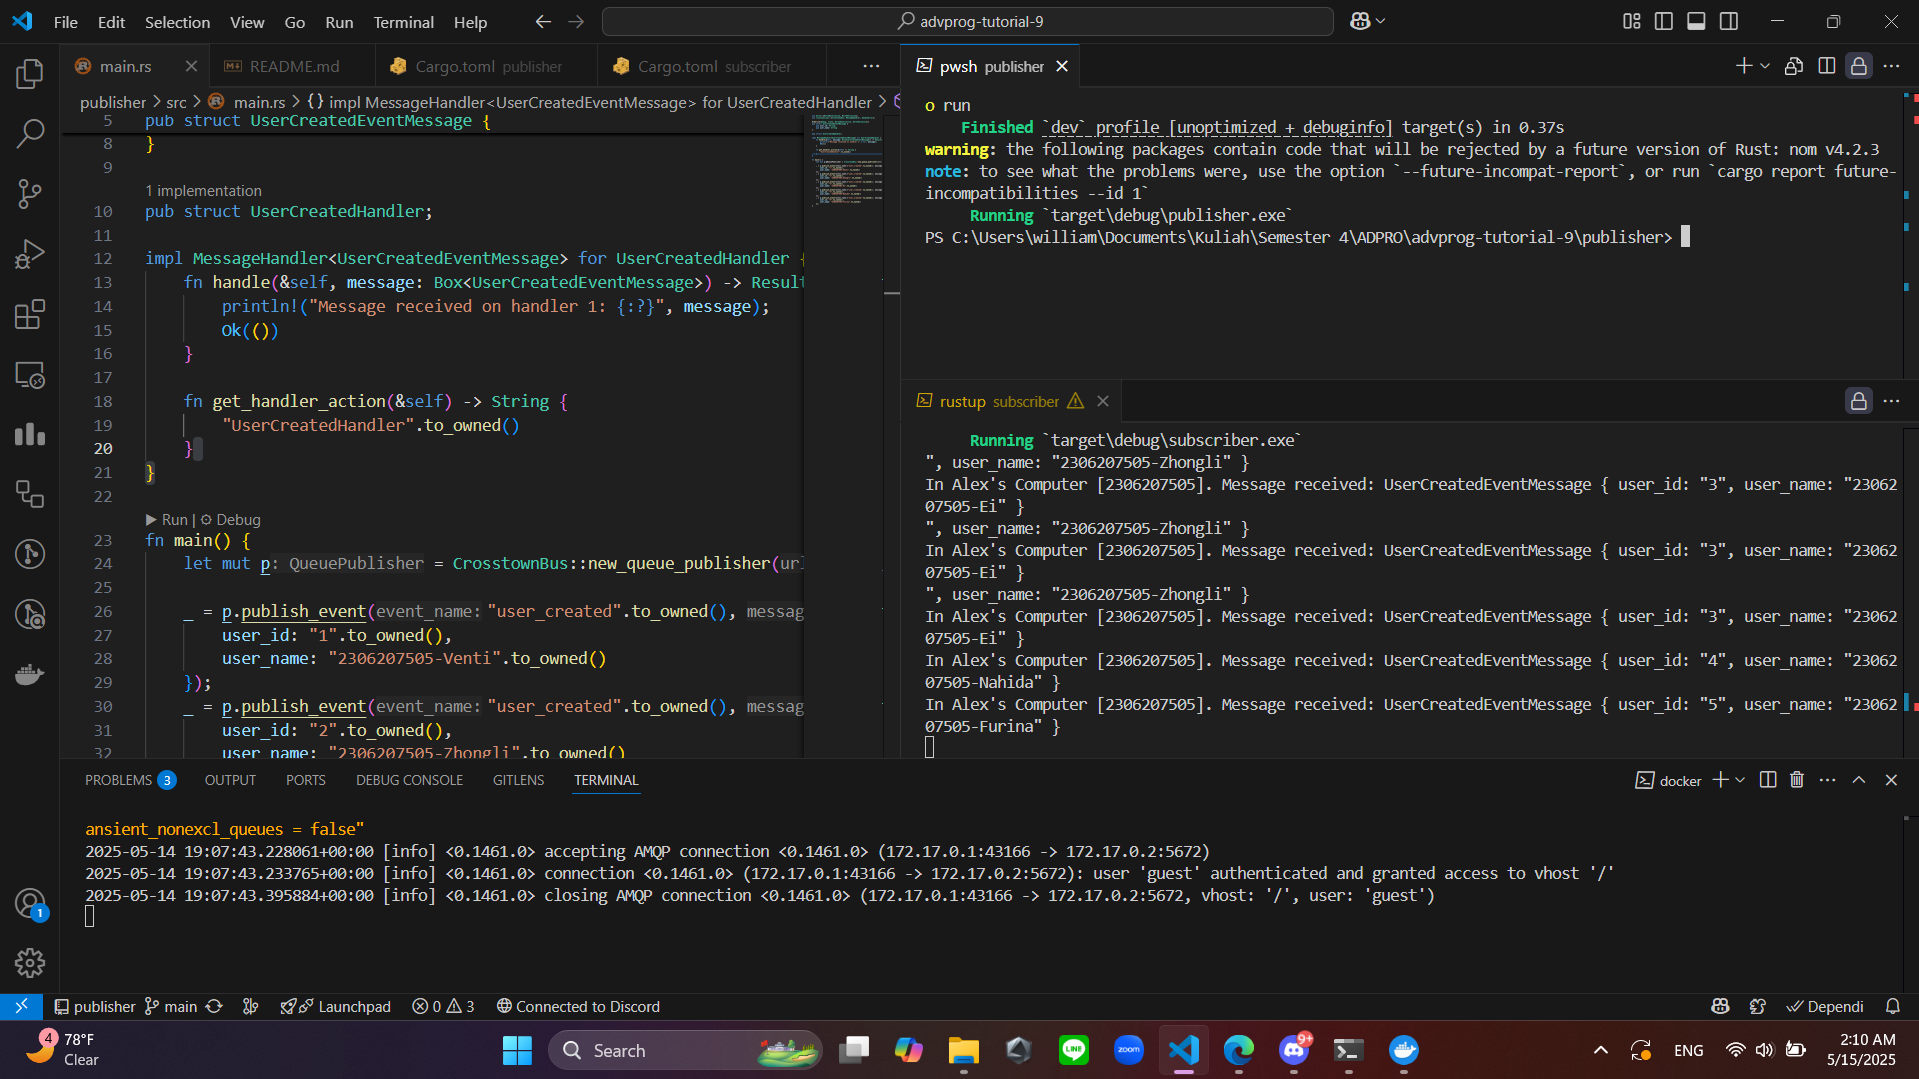 File Edit Selection View Go Run Terminal Help
advprog-tutorial-9
main.rs
README.md
Cargo.toml publisher
Cargo.toml subscriber
publisher > src > main.rs > {} impl MessageHandler<UserCreatedEventMessage> for UserCreatedHandler >
5 pub struct UserCreatedEventMessage {
8 }
9
1 implementation
10 pub struct UserCreatedHandler;
11
12 impl MessageHandler<UserCreatedEventMessage> for UserCreatedHandler {
13 fn handle(&self, message: Box<UserCreatedEventMessage>) -> Result
14 println!("Message received on handler 1: {:?}", message);
15 Ok(())
16 }
17
18 fn get_handler_action(&self) -> String {
19 "UserCreatedHandler".to_owned()
20 }
21 }
22
Run | Debug
23 fn main() {
24 let mut p: QueuePublisher = CrosstownBus::new_queue_publisher(url
25
26 _ = p.publish_event(event_name: "user_created".to_owned(), messag
27 user_id: "1".to_owned(),
28 user_name: "2306207505-Venti".to_owned()
29 });
30 _ = p.publish_event(event_name: "user_created".to_owned(), messag
31 user_id: "2".to_owned(),
32 user_name: "2306207505-Zhongli".to_owned()
pwsh publisher
o run
Finished `dev` profile [unoptimized + debuginfo] target(s) in 0.37s
warning: the following packages contain code that will be rejected by a future version of Rust: nom v4.2.3
note: to see what the problems were, use the option `--future-incompat-report`, or run `cargo report future-
incompatibilities --id 1`
Running `target\debug\publisher.exe`
PS C:\Users\william\Documents\Kuliah\Semester 4\ADPRO\advprog-tutorial-9\publisher>
rustup subscriber
Running `target\debug\subscriber.exe`
", user_name: "2306207505-Zhongli" }
In Alex's Computer [2306207505]. Message received: UserCreatedEventMessage { user_id: "3", user_name: "23062
07505-Ei" }
", user_name: "2306207505-Zhongli" }
In Alex's Computer [2306207505]. Message received: UserCreatedEventMessage { user_id: "3", user_name: "23062
07505-Ei" }
", user_name: "2306207505-Zhongli" }
In Alex's Computer [2306207505]. Message received: UserCreatedEventMessage { user_id: "3", user_name: "23062
07505-Ei" }
In Alex's Computer [2306207505]. Message received: UserCreatedEventMessage { user_id: "4", user_name: "23062
07505-Nahida" }
In Alex's Computer [2306207505]. Message received: UserCreatedEventMessage { user_id: "5", user_name: "23062
07505-Furina" }
PROBLEMS 3 OUTPUT PORTS DEBUG CONSOLE GITLENS TERMINAL
docker
ansient_nonexcl_queues = false"
2025-05-14 19:07:43.228061+00:00 [info] <0.1461.0> accepting AMQP connection <0.1461.0> (172.17.0.1:43166 -> 172.17.0.2:5672)
2025-05-14 19:07:43.233765+00:00 [info] <0.1461.0> connection <0.1461.0> (172.17.0.1:43166 -> 172.17.0.2:5672): user 'guest' authenticated and granted access to vhost '/'
2025-05-14 19:07:43.395884+00:00 [info] <0.1461.0> closing AMQP connection <0.1461.0> (172.17.0.1:43166 -> 172.17.0.2:5672, vhost: '/', user: 'guest')
1
publisher main Launchpad 0 3 Connected to Discord
Dependi
4
78°F
Clear
Search
LINE
zoom
9+
ENG
2:10 AM
5/15/2025